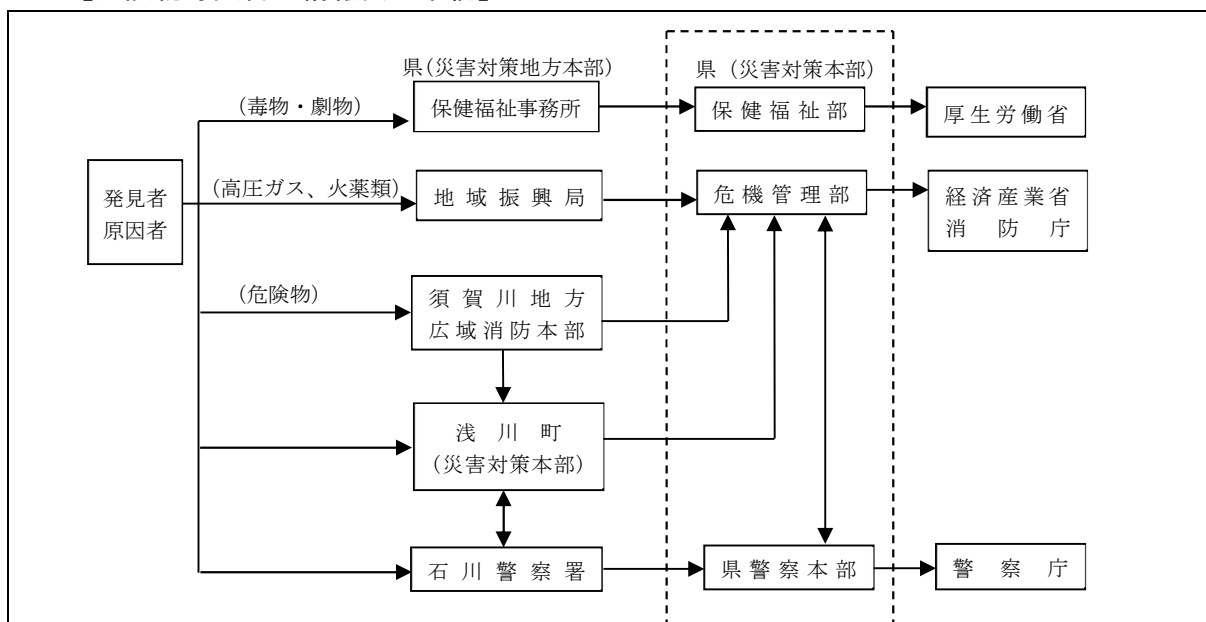 県(災害対策地方本部)
県（災害対策本部）
(毒物・劇物)
保健福祉事務所
保健福祉部
厚生労働省
発見者
原因者
(高圧ガス、火薬類)
地域振興局
危機管理部
経済産業省
消防庁
(危険物)
須賀川地方
広域消防本部
浅川町
(災害対策本部)
石川警察署
県警察本部
警察庁